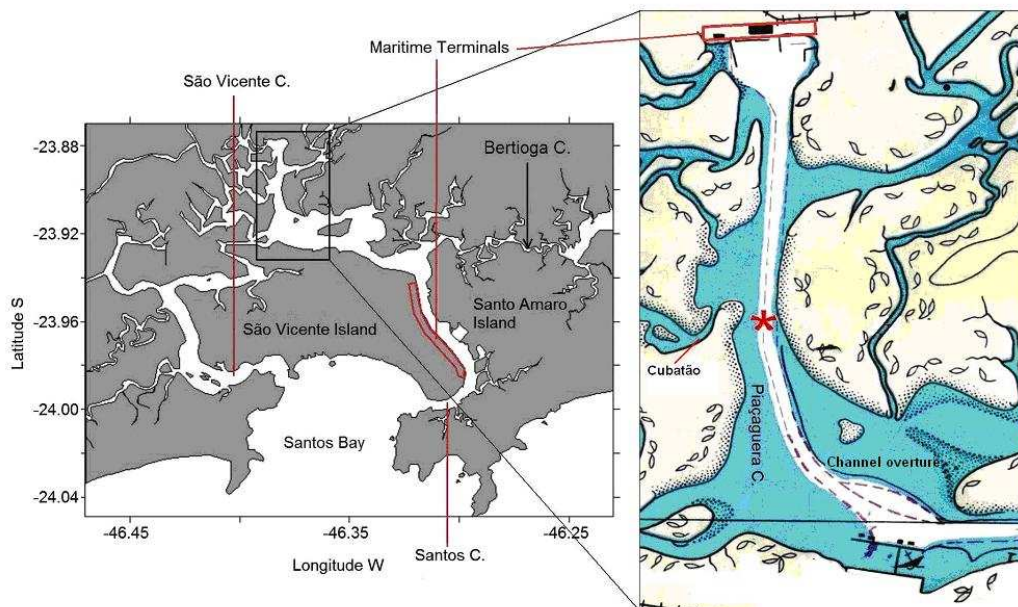 Maritime Terminals
São Vicente C.
-23.88
Bertioga C.
-23.92
Latitude S
Santo Amaro
Island
São Vicente Island
-23.96
Cubatão
Piaçaguera C
-24.00
Santos Bay
Channel overture
-24.04
-46.45
-46.35
-46.25
Santos C.
Longitude W